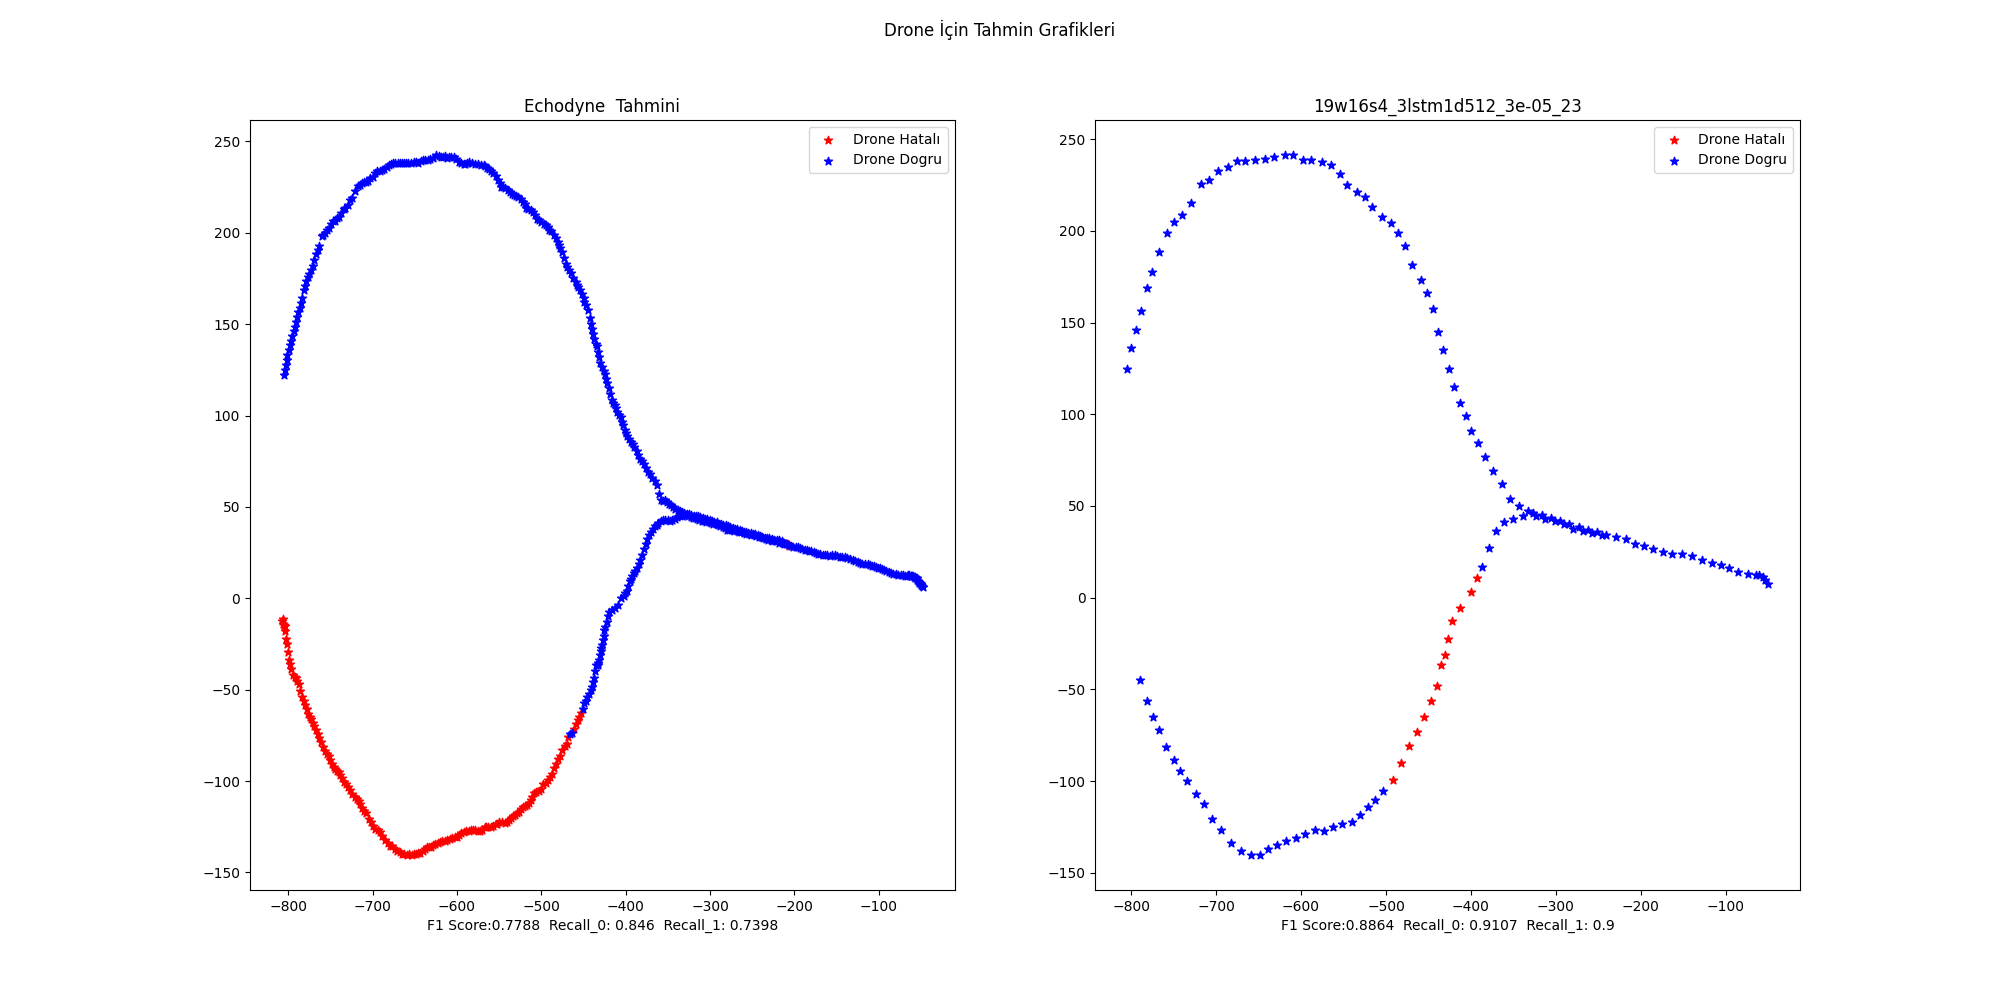 Drone İçin Tahmin Grafikleri
Echodyne  Tahmini
Drone Hatalı
Drone Dogru
250
200
150
100
50
0
−50
−100
−150
−800 −700 −600 −500 −400 −300 −200 −100
F1 Score:0.7788  Recall_0: 0.846  Recall_1: 0.7398
19w16s4_3lstm1d512_3e-05_23
Drone Hatalı
Drone Dogru
250
200
150
100
50
0
−50
−100
−150
−800 −700 −600 −500 −400 −300 −200 −100
F1 Score:0.8864  Recall_0: 0.9107  Recall_1: 0.9